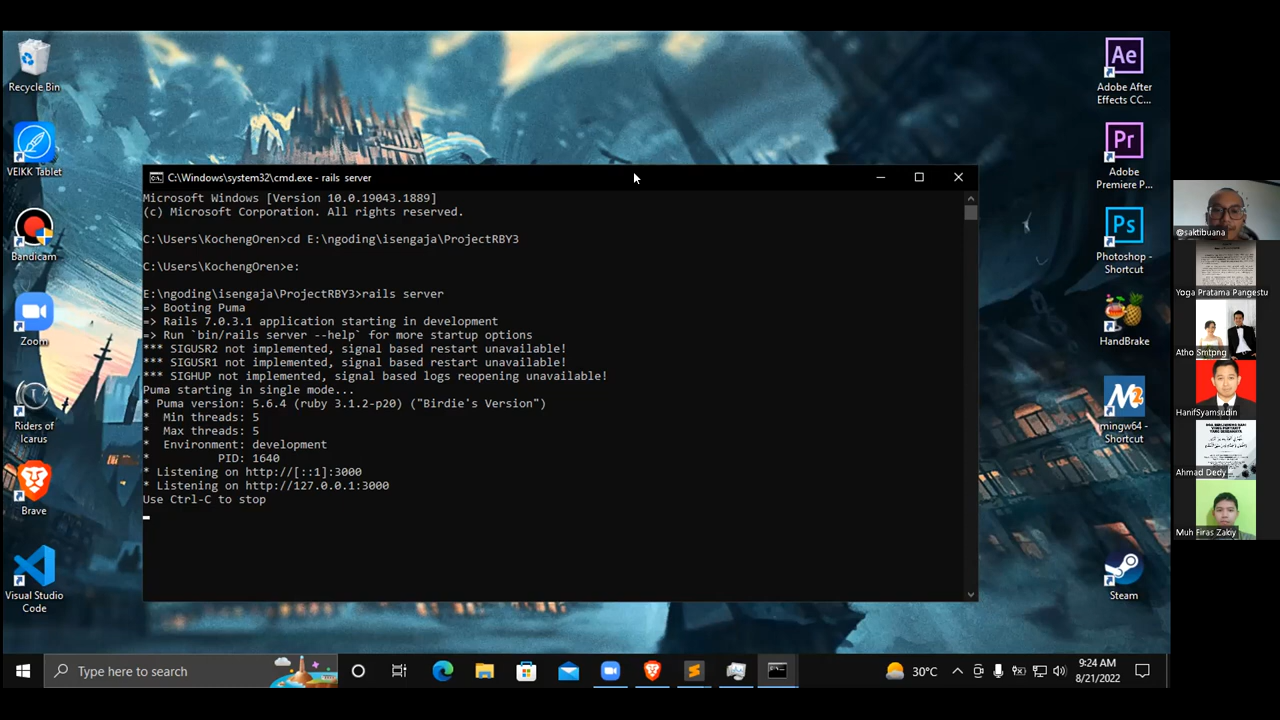 Recycle Bin
VEIKK Tablet
Bandicam
Zoom
Riders of
Icarus
Brave
Visual Studio
Code
C:\Windows\system32\cmd.exe - rails  server
Microsoft Windows [Version 10.0.19043.1889]
(c) Microsoft Corporation. All rights reserved.
C:\Users\KochengOren>cd E:\ngoding\isengaja\ProjectRBY3
C:\Users\KochengOren>e:
E:\ngoding\isengaja\ProjectRBY3>rails server
=> Booting Puma
=> Rails 7.0.3.1 application starting in development
=> Run `bin/rails server --help` for more startup options
*** SIGUSR2 not implemented, signal based restart unavailable!
*** SIGUSR1 not implemented, signal based restart unavailable!
*** SIGHUP not implemented, signal based logs reopening unavailable!
Puma starting in single mode...
* Puma version: 5.6.4 (ruby 3.1.2-p20) ("Birdie's Version")
*  Min threads: 5
*  Max threads: 5
*  Environment: development
*          PID: 1640
* Listening on http://[::1]:3000
* Listening on http://127.0.0.1:3000
Use Ctrl-C to stop
Ae
Adobe After
Effects CC...
Pr
Adobe
Premiere P...
Ps
Photoshop -
Shortcut
HandBrake
M2
mingw64 -
Shortcut
Steam
@saktibuana
Yoga Pratama Pangestu
Atho Smtpng
HanifSyamsudin
Ahmad Dedy
Muh Firas Zakiy
Type here to search
30°C
9:24 AM
8/21/2022